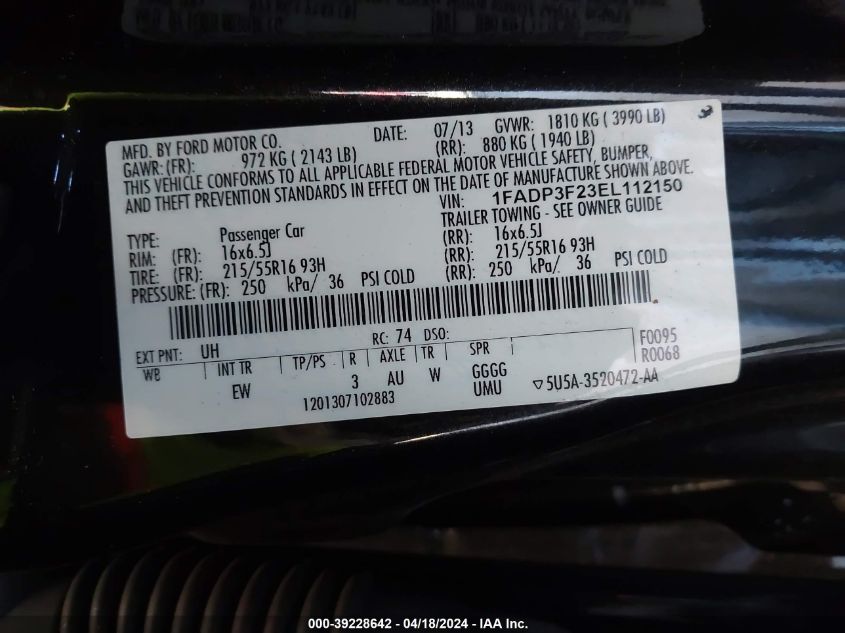 MFD. BY FORD MOTOR CO. DATE: 07/13 GVWR: 1810 KG ( 3990 LB)
GAWR: (FR): 972 KG ( 2143 LB) (RR): 880 KG ( 1940 LB)
THIS VEHICLE CONFORMS TO ALL APPLICABLE FEDERAL MOTOR VEHICLE SAFETY, BUMPER,
AND THEFT PREVENTION STANDARDS IN EFFECT ON THE DATE OF MANUFACTURE SHOWN ABOVE.
VIN: 1FADP3F23EL112150
TRAILER TOWING - SEE OWNER GUIDE
TYPE: Passenger Car
RIM: (FR): 16x6.5J (RR): 16x6.5J
TIRE: (FR): 215/55R16 93H (RR): 215/55R16 93H
PRESSURE: (FR): 250 kPa/ 36 PSI COLD (RR): 250 kPa/ 36 PSI COLD
EXT PNT: UH RC: 74 DSO: F0095
WB INT TR TP/PS R AXLE TR SPR R0068
EW 3 AU W GGGG
UMU ▽5U5A-3520472-AA
1201307102883
000-39228642 - 04/18/2024 - IAA Inc.